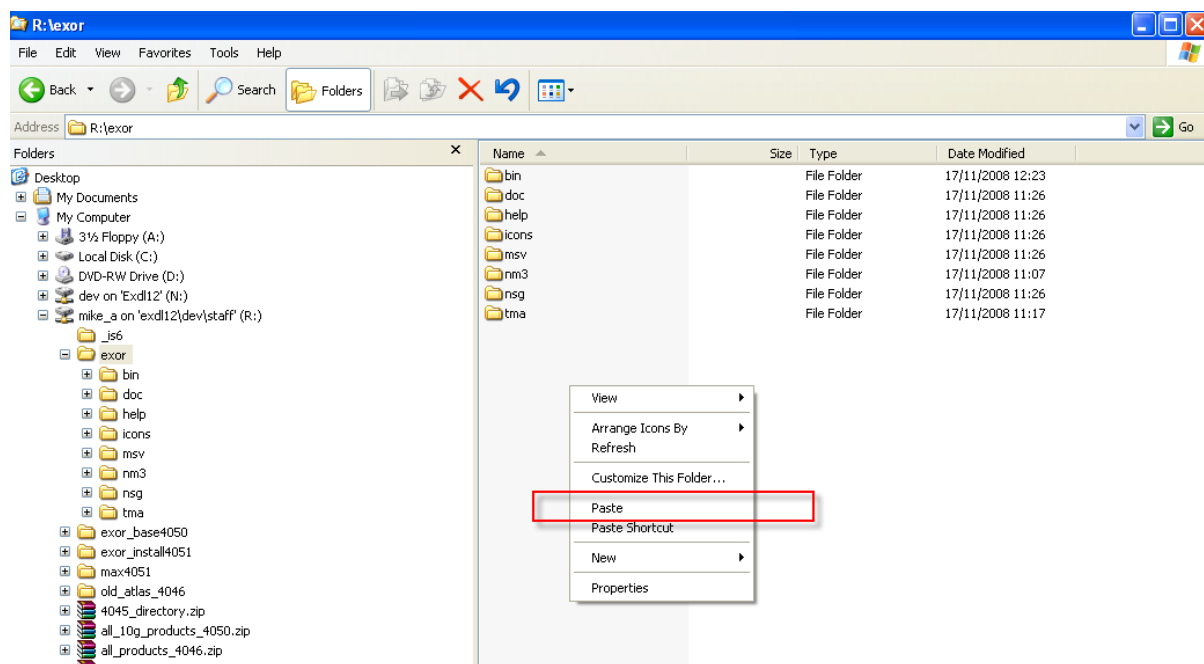 R:\exor
File Edit View Favorites Tools Help
Back Search Folders
Address R:\exor Go
Folders
Desktop
My Documents
My Computer
3½ Floppy (A:)
Local Disk (C:)
DVD-RW Drive (D:)
dev on 'Exdl12' (N:)
mike_a on 'exdl12\dev\staff' (R:)
_is6
exor
bin
doc
help
icons
msv
nm3
nsg
tma
exor_base4050
exor_install4051
max4051
old_atlas_4046
4045_directory.zip
all_10g_products_4050.zip
all_products_4046.zip
Name Size Type Date Modified
bin File Folder 17/11/2008 12:23
doc File Folder 17/11/2008 11:26
help File Folder 17/11/2008 11:26
icons File Folder 17/11/2008 11:26
msv File Folder 17/11/2008 11:26
nm3 File Folder 17/11/2008 11:07
nsg File Folder 17/11/2008 11:26
tma File Folder 17/11/2008 11:17
View
Arrange Icons By
Refresh
Customize This Folder...
Paste
Paste Shortcut
New
Properties